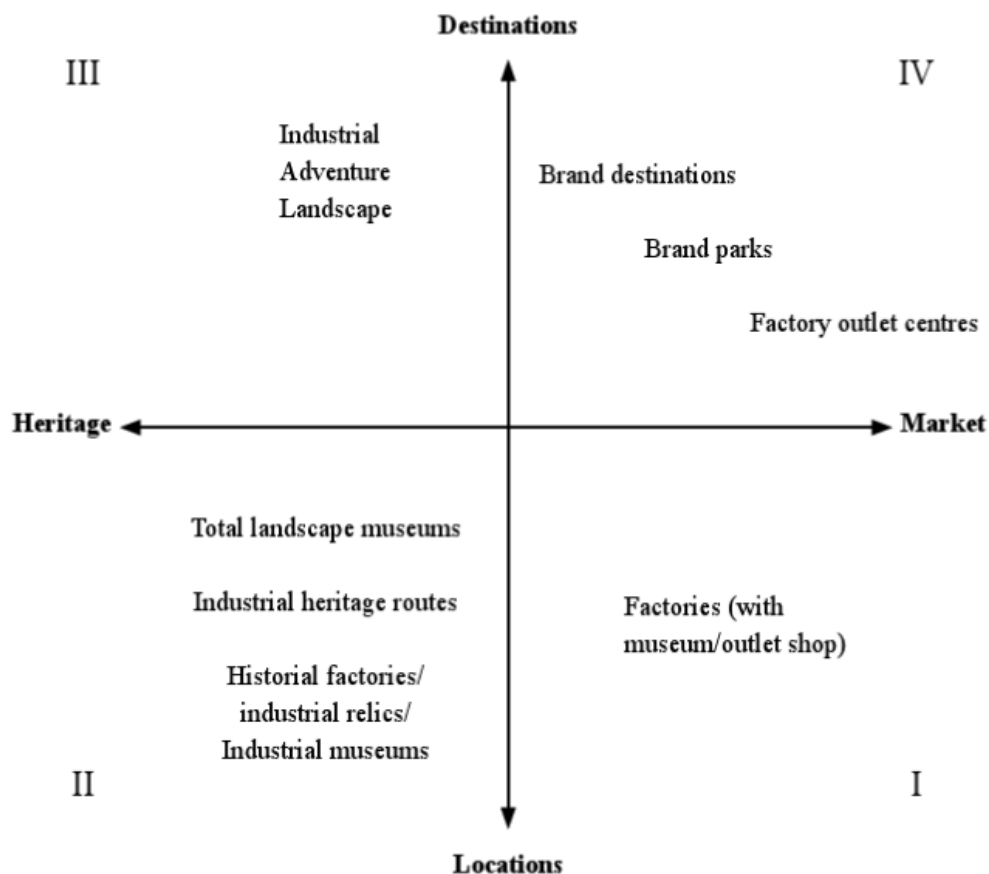 Destinations
III
IV
Industrial
Adventure
Landscape
Brand destinations
Brand parks
Factory outlet centres
Heritage
Market
Total landscape museums
Industrial heritage routes
Factories (with
museum/outlet shop)
Historial factories/
industrial relics/
Industrial museums
II
I
Locations